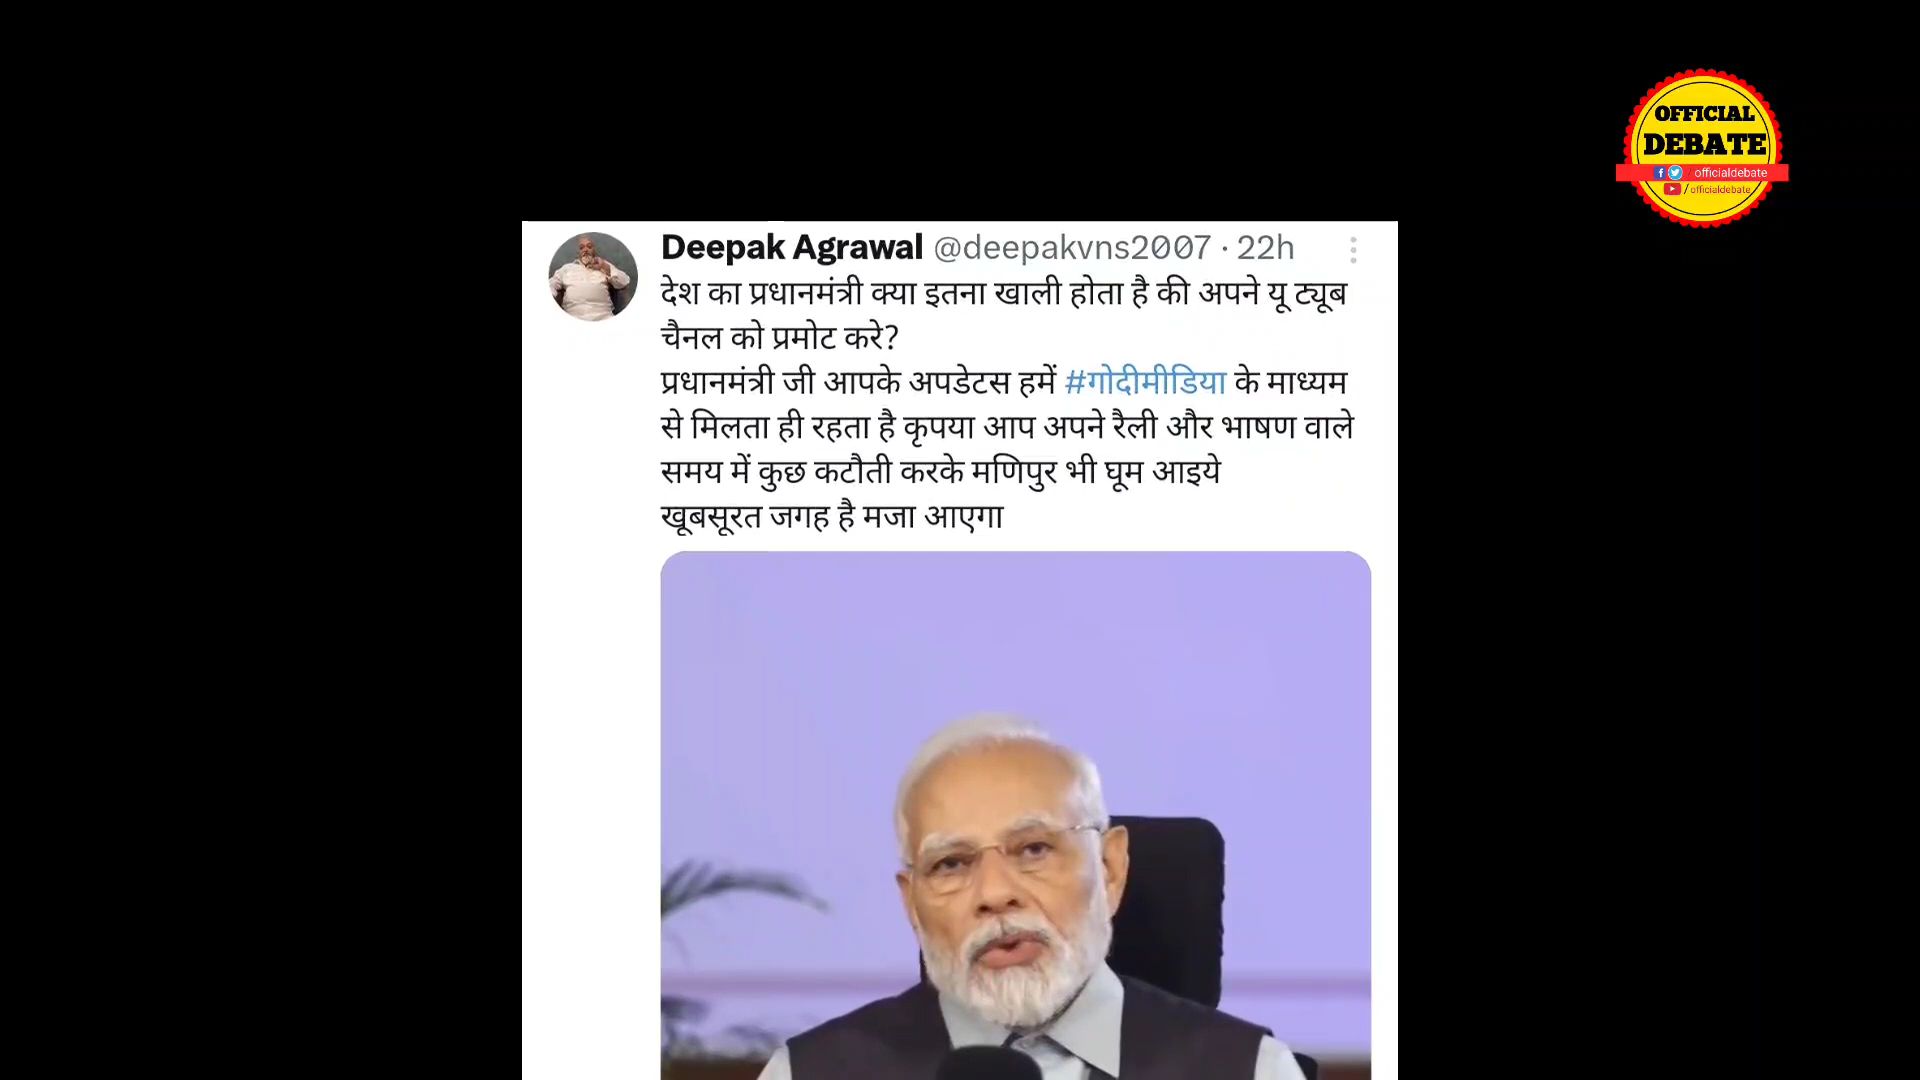 OFFICIAL
DEBATE
/ officialdebate
/officialdebate
Deepak Agrawal @deepakvns2007 · 22h
देश का प्रधानमंत्री क्या इतना खाली होता है की अपने यू ट्यूब
चैनल को प्रमोट करे?
प्रधानमंत्री जी आपके अपडेटस हमें #गोदीमीडिया के माध्यम
से मिलता ही रहता है कृपया आप अपने रैली और भाषण वाले
समय में कुछ कटौती करके मणिपुर भी घूम आइये
खूबसूरत जगह है मजा आएगा